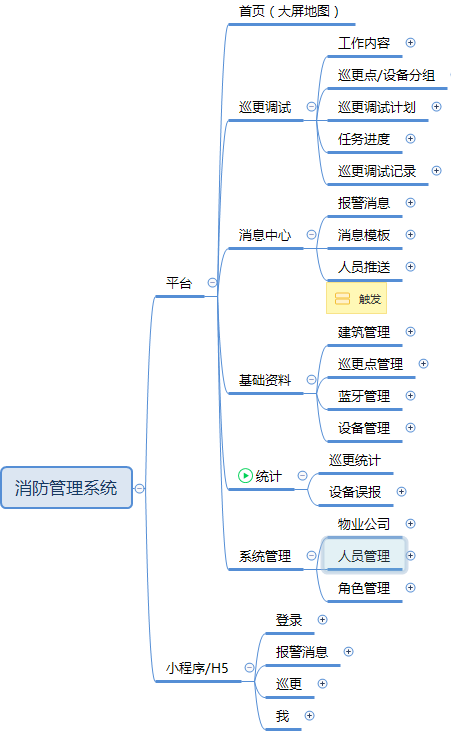 首页（大屏地图）
工作内容
巡更点/设备分组
巡更调试
巡更调试计划
任务进度
巡更调试记录
报警消息
消息中心
消息模板
人员推送
平台
触发
建筑管理
巡更点管理
基础资料
蓝牙管理
设备管理
巡更统计
统计
消防管理系统
设备误报
物业公司
系统管理
人员管理
角色管理
登录
报警消息
小程序/H5
巡更
我